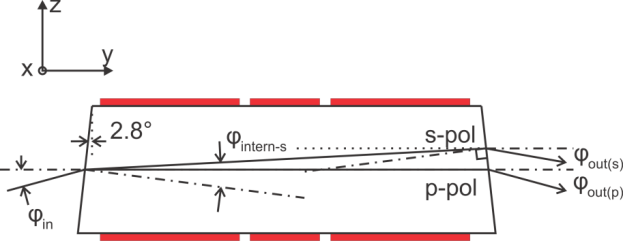 z
y
x
2.8°
φintern-s
s-pol
φout(s)
p-pol
φout(p)
φin